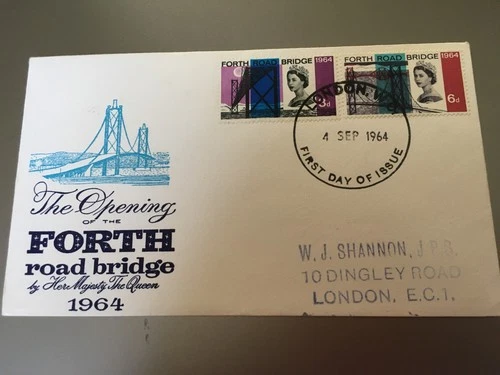 FORTH ROAD BRIDGE 1964
3d
FORTH ROAD BRIDGE 1964
6d
LONDON,
4 SEP 1964
FIRST DAY OF ISSUE
The Opening
OF THE
FORTH
road bridge
by Her Majesty The Queen
1964
W. J. SHANNON, J.P.
10 DINGLEY ROAD
LONDON, E.C.1.